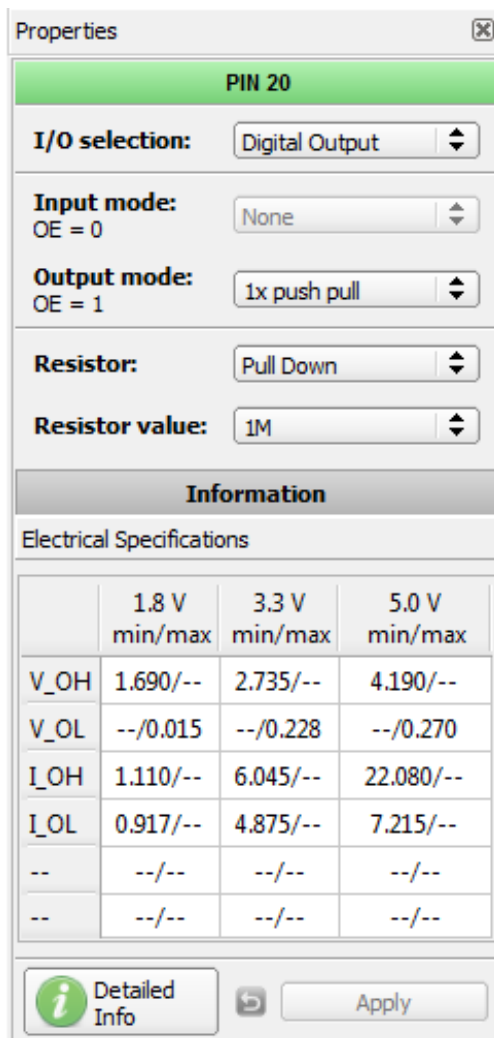 Properties
PIN 20
I/O selection: Digital Output
Input mode: None
OE = 0
Output mode: 1x push pull
OE = 1
Resistor: Pull Down
Resistor value: 1M
Information
Electrical Specifications
1.8 V 3.3 V 5.0 V
min/max min/max min/max
V_OH 1.690/-- 2.735/-- 4.190/--
V_OL --/0.015 --/0.228 --/0.270
I_OH 1.110/-- 6.045/-- 22.080/--
I_OL 0.917/-- 4.875/-- 7.215/--
-- --/-- --/-- --/--
-- --/-- --/-- --/--
i Detailed Info Apply